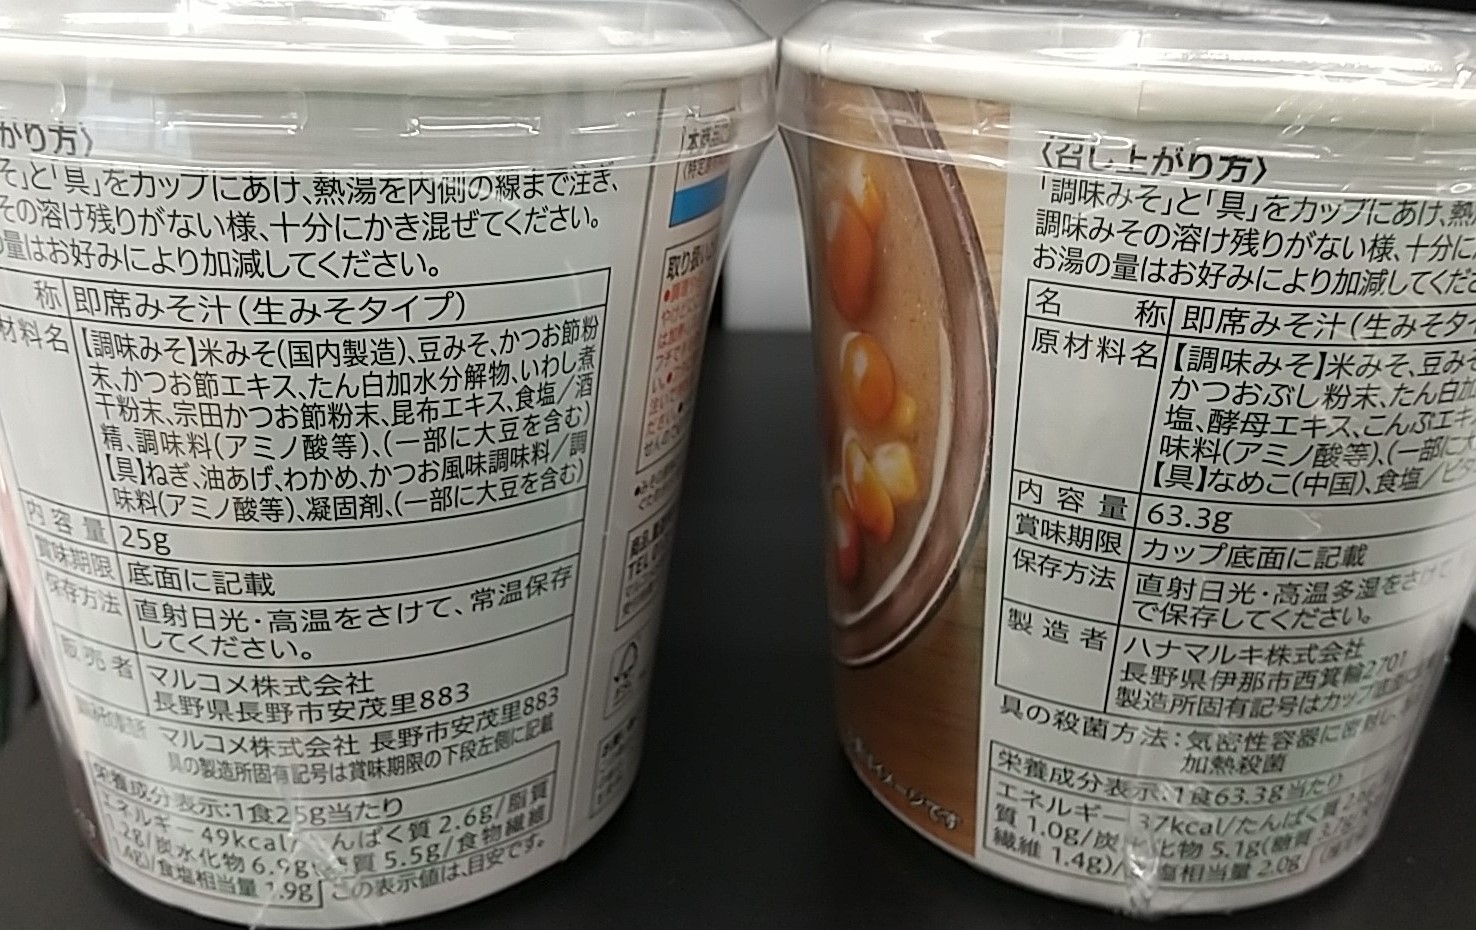 がり方〉
そ」と「具」をカップにあけ、熱湯を内側の線まで注ぎ、
その溶け残りがない様、十分にかき混ぜてください。
量はお好みにより加減してください。
称 即席みそ汁(生みそタイプ)
材料名 【調味みそ】米みそ(国内製造)、豆みそ、かつお節粉
末、かつお節エキス、たん白加水分解物、いわし煮
干粉末、宗田かつお節粉末、昆布エキス、食塩/酒
精、調味料(アミノ酸等)、(一部に大豆を含む)
【具】ねぎ、油あげ、わかめ、かつお風味調味料/調
味料(アミノ酸等)、凝固剤、(一部に大豆を含む)
内容量 25g
賞味期限 底面に記載
保存方法 直射日光・高温をさけて、常温保存
してください。
販売者 マルコメ株式会社
長野県長野市安茂里883
マルコメ株式会社 長野市安茂里883
具の製造所固有記号は賞味期限の下段左側に記載
栄養成分表示:1食25g当たり
エネルギー 49kcal/たんぱく質 2.6g/脂質
1.2g/炭水化物 6.9g(糖質 5.5g/食物繊維
1.4g)/食塩相当量 1.9g この表示値は、目安です。
取り扱い
TEL
〈召し上がり方〉
「調味みそ」と「具」をカップにあけ、熱
調味みその溶け残りがない様、十分に
お湯の量はお好みにより加減してくだ
名称 即席みそ汁(生みそタ
原材料名 【調味みそ】米みそ、豆みそ
かつおぶし粉末、たん白加
塩、酵母エキス、こんぶエキ
味料(アミノ酸等)、(一部に大
【具】なめこ(中国)、食塩/ビタ
内容量 63.3g
賞味期限 カップ底面に記載
保存方法 直射日光・高温多湿をさけて
で保存してください。
製造者 ハナマルキ株式会社
長野県伊那市西箕輪2701
製造所固有記号はカップ
具の殺菌方法:気密性容器に密封し、
加熱殺菌
栄養成分表示:1食63.3g当たり
エネルギー 37kcal/たんぱく質
質 1.0g/炭水化物 5.1g(糖質
繊維 1.4g)/食塩相当量 2.0g
イメージです